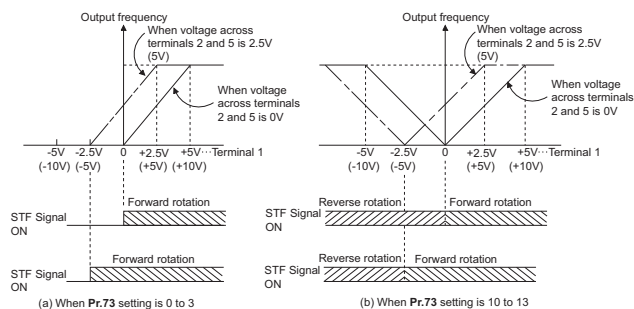 Output frequency
When voltage across
terminals 2 and 5 is 2.5V
(5V)
When voltage
across terminals
2 and 5 is 0V
-5V -2.5V 0 +2.5V +5V Terminal 1
(-10V) (-5V) (+5V) (+10V)
Forward rotation
STF Signal
ON
Forward rotation
STF Signal
ON
(a) When Pr.73 setting is 0 to 3
Output frequency
When voltage across
terminals 2 and 5 is 2.5V
(5V)
When voltage
across terminals
2 and 5 is 0V
-5V -2.5V 0 +2.5V +5V Terminal 1
(-10V) (-5V) (+5V) (+10V)
Reverse rotation Forward rotation
STF Signal
ON
Reverse rotation Forward rotation
STF Signal
ON
(b) When Pr.73 setting is 10 to 13